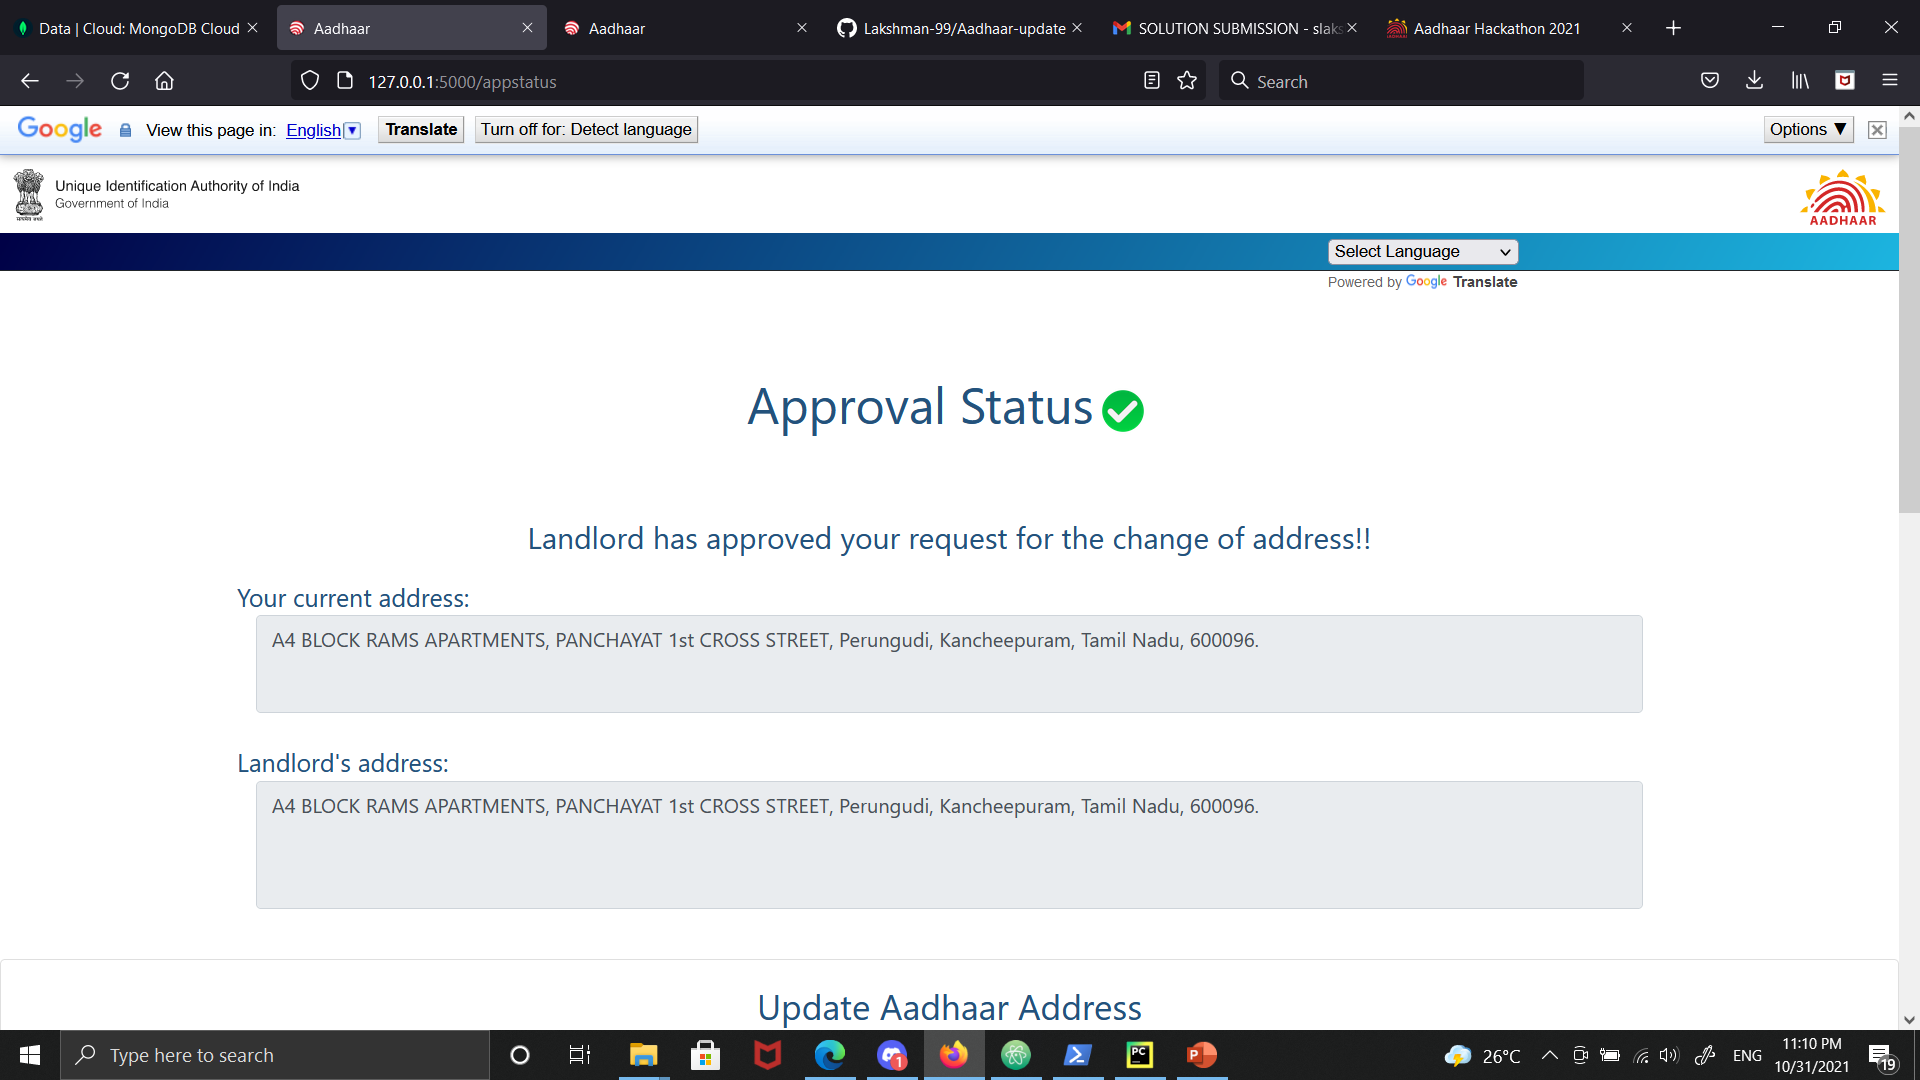 Data | Cloud: MongoDB Cloud
Aadhaar
Aadhaar
Lakshman-99/Aadhaar-update
SOLUTION SUBMISSION - slaks
Aadhaar Hackathon 2021
127.0.0.1:5000/appstatus
Search
Google View this page in: English Translate Turn off for: Detect language Options ▼
Unique Identification Authority of India
Government of India
AADHAAR
Select Language
Powered by Google Translate
Approval Status
Landlord has approved your request for the change of address!!
Your current address:
A4 BLOCK RAMS APARTMENTS, PANCHAYAT 1st CROSS STREET, Perungudi, Kancheepuram, Tamil Nadu, 600096.
Landlord's address:
A4 BLOCK RAMS APARTMENTS, PANCHAYAT 1st CROSS STREET, Perungudi, Kancheepuram, Tamil Nadu, 600096.
Update Aadhaar Address
Type here to search
1
PC
P
26°C
ENG
11:10 PM
10/31/2021
19